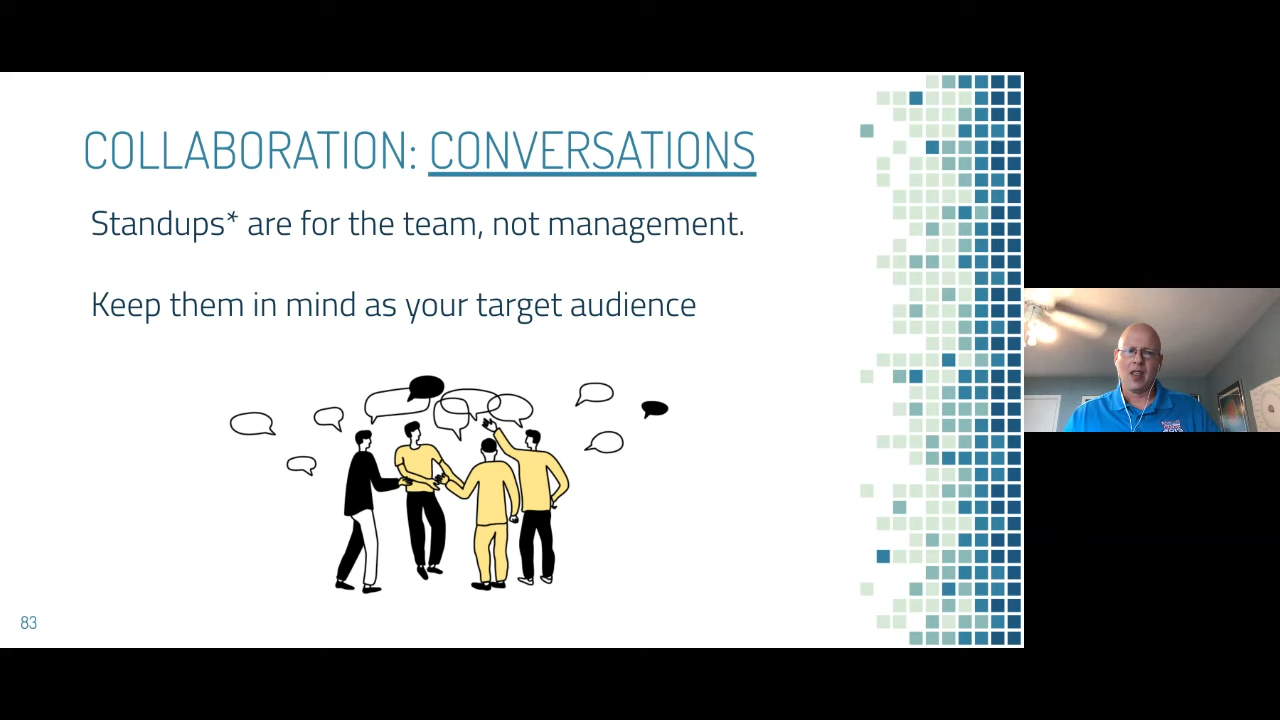 COLLABORATION: CONVERSATIONS
Standups* are for the team, not management.
Keep them in mind as your target audience
83